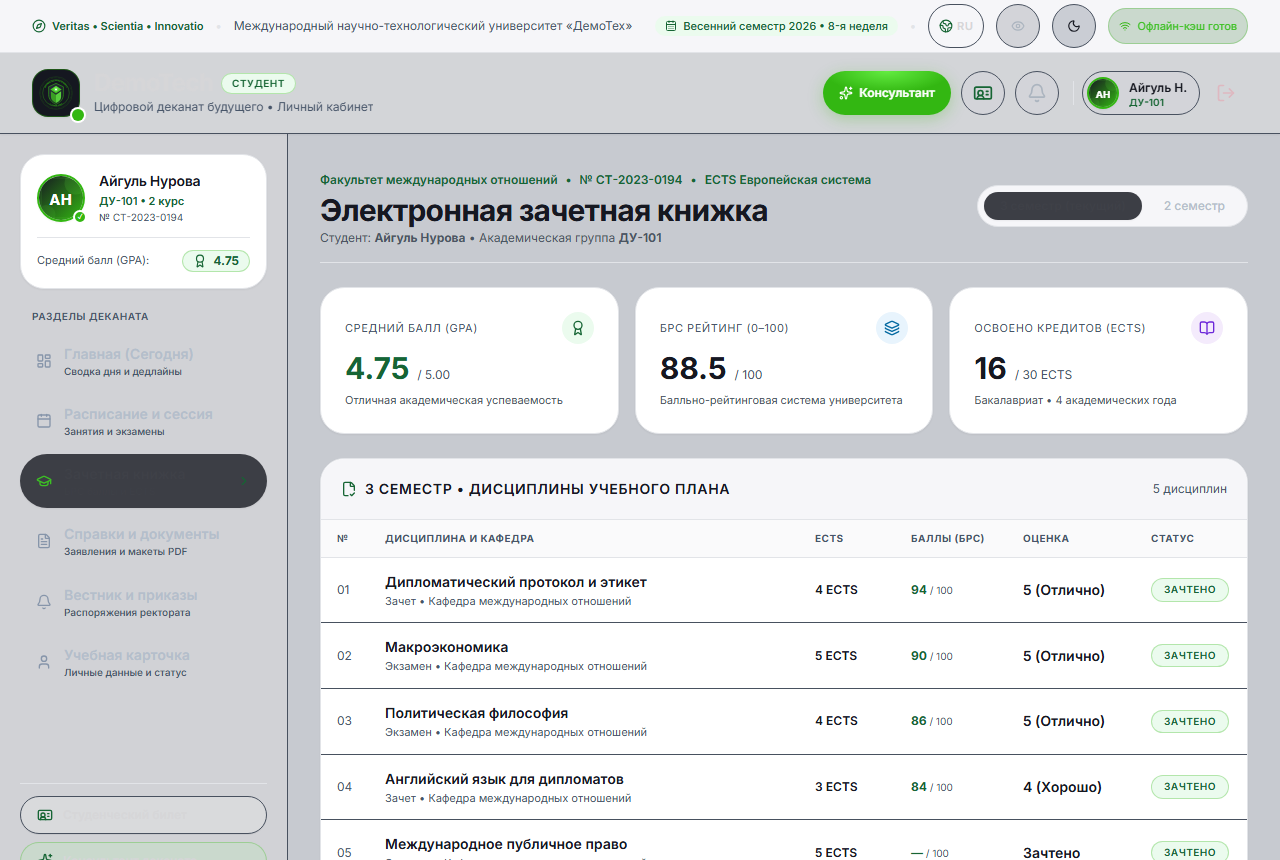 Veritas • Scientia • Innovatio • Международный научно-технологический университет «ДемоТех»
Весенний семестр 2026 • 8-я неделя • RU Офлайн-кэш готов
СТУДЕНТ
Цифровой деканат будущего • Личный кабинет
Консультант
АН Айгуль Н.
ДУ-101
АН
Айгуль Нурова
ДУ-101 • 2 курс
№ СТ-2023-0194
Средний балл (GPA): 4.75
РАЗДЕЛЫ ДЕКАНАТА
Главная (Сегодня)
Сводка дня и дедлайны
Расписание и сессия
Занятия и экзамены
Справки и документы
Заявления и макеты PDF
Вестник и приказы
Распоряжения ректората
Учебная карточка
Личные данные и статус
Факультет международных отношений • № СТ-2023-0194 • ECTS Европейская система
Электронная зачетная книжка
Студент: Айгуль Нурова • Академическая группа ДУ-101
2 семестр
СРЕДНИЙ БАЛЛ (GPA)
4.75 / 5.00
Отличная академическая успеваемость
БРС РЕЙТИНГ (0–100)
88.5 / 100
Балльно-рейтинговая система университета
ОСВОЕНО КРЕДИТОВ (ECTS)
16 / 30 ECTS
Бакалавриат • 4 академических года
3 СЕМЕСТР • ДИСЦИПЛИНЫ УЧЕБНОГО ПЛАНА 5 дисциплин
№ ДИСЦИПЛИНА И КАФЕДРА ECTS БАЛЛЫ (БРС) ОЦЕНКА СТАТУС
01 Дипломатический протокол и этикет 4 ECTS 94 / 100 5 (Отлично) ЗАЧТЕНО
Зачет • Кафедра международных отношений
02 Макроэкономика 5 ECTS 90 / 100 5 (Отлично) ЗАЧТЕНО
Экзамен • Кафедра международных отношений
03 Политическая философия 4 ECTS 86 / 100 5 (Отлично) ЗАЧТЕНО
Экзамен • Кафедра международных отношений
04 Английский язык для дипломатов 3 ECTS 84 / 100 4 (Хорошо) ЗАЧТЕНО
Зачет • Кафедра международных отношений
05 Международное публичное право 5 ECTS — / 100 Зачтено ЗАЧТЕНО